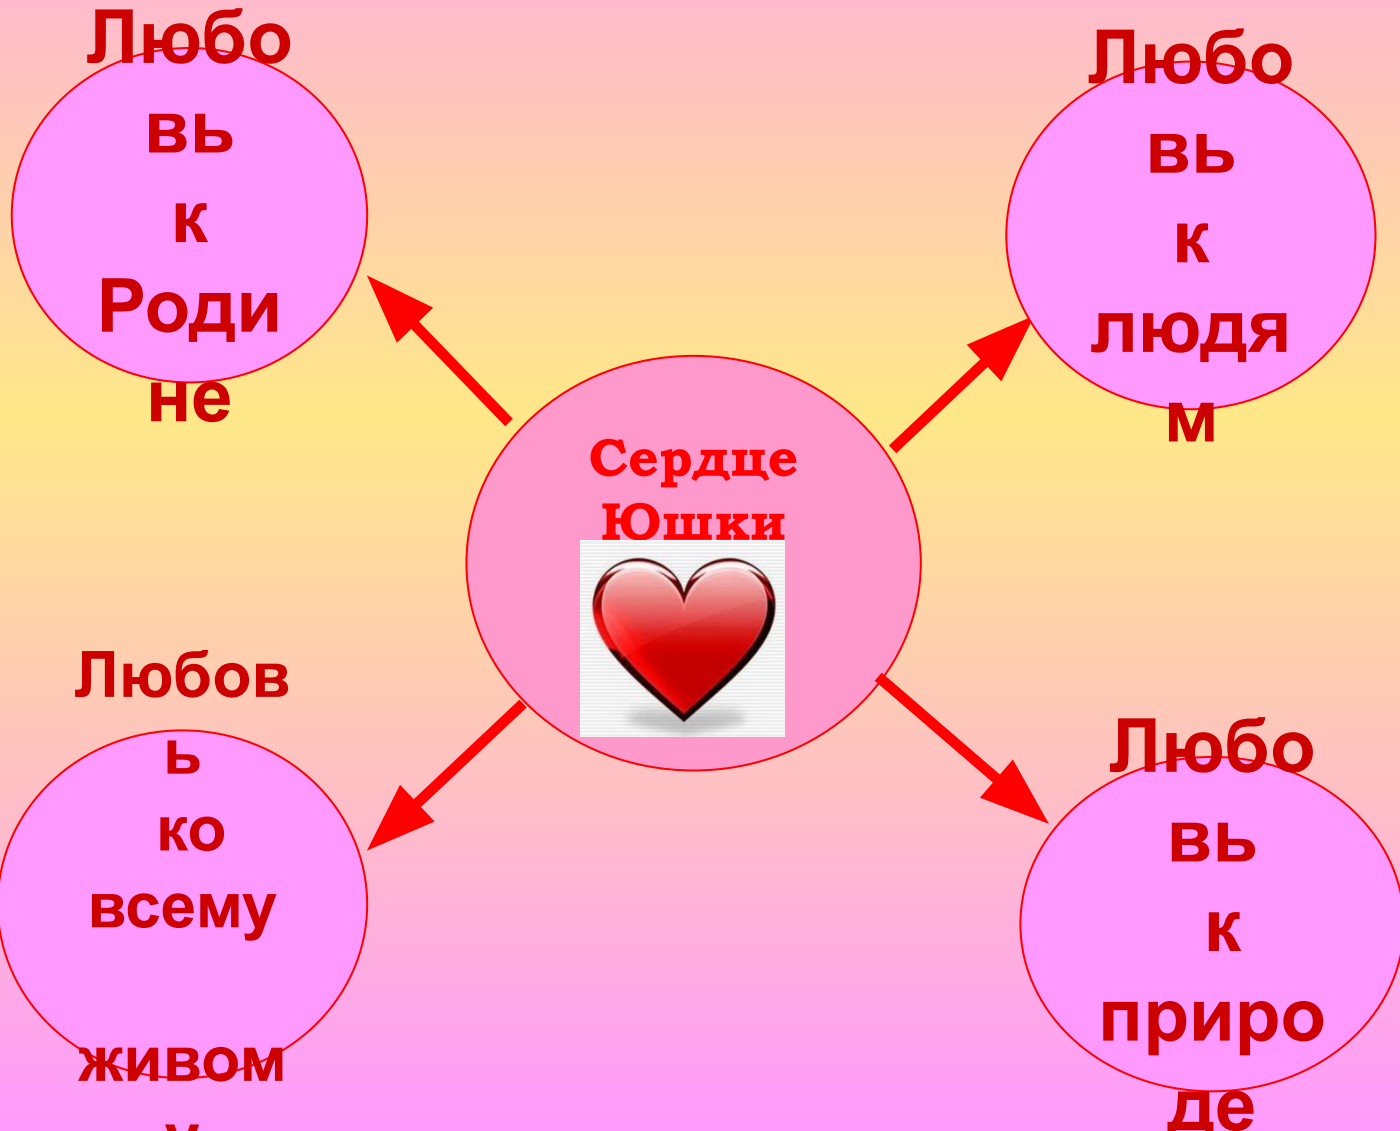 Любо
вь
к
Роди
не
Любо
вь
к
людя
м
Сердце
Юшки
Любов
ь
ко
всему
живом
у
Любо
вь
к
приро
де